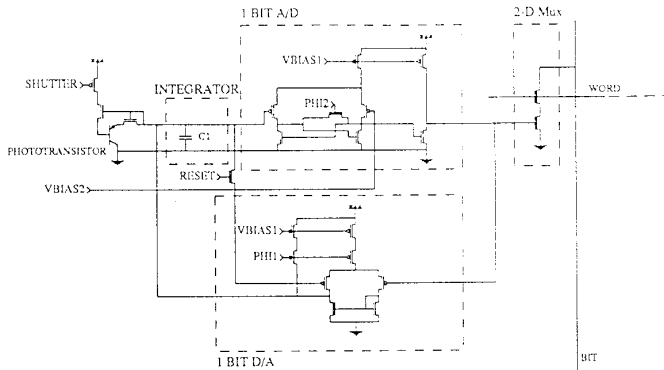 1 BIT A/D
2-D Mux
VBIAS1
SHUTTER
INTEGRATOR
PHI2
WORD
C1
PHOTOTRANSISTOR
RESET
VBIAS2
VBIAS1
PHI1
1 BIT D/A
BIT